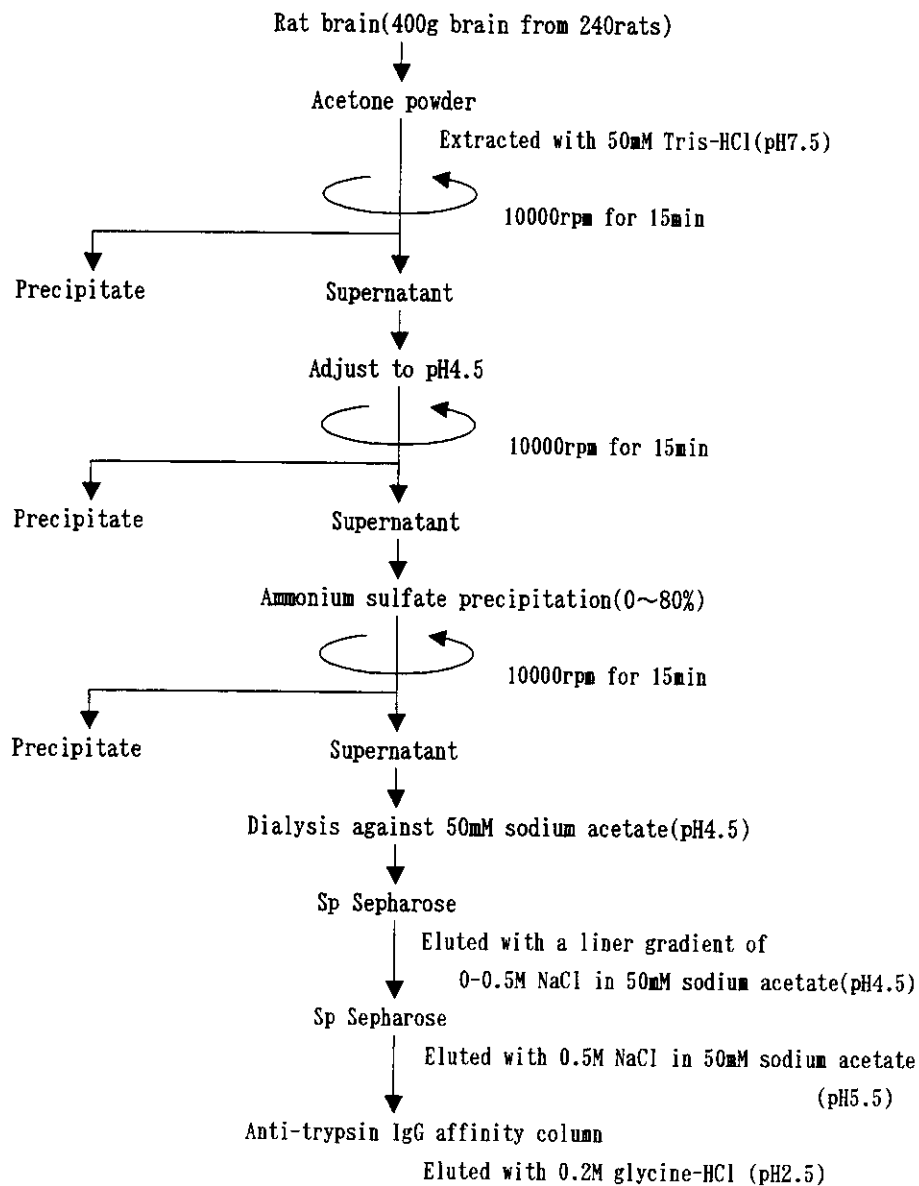 Rat brain(400g brain from 240rats)
Acetone powder
Extracted with 50mM Tris-HCl(pH7.5)
10000rpm for 15min
Precipitate
Supernatant
Adjust to pH4.5
10000rpm for 15min
Precipitate
Supernatant
Ammonium sulfate precipitation(0～80%)
10000rpm for 15min
Precipitate
Supernatant
Dialysis against 50mM sodium acetate(pH4.5)
Sp Sepharose
Eluted with a liner gradient of
0-0.5M NaCl in 50mM sodium acetate(pH4.5)
Sp Sepharose
Eluted with 0.5M NaCl in 50mM sodium acetate
(pH5.5)
Anti-trypsin IgG affinity column
Eluted with 0.2M glycine-HCl (pH2.5)